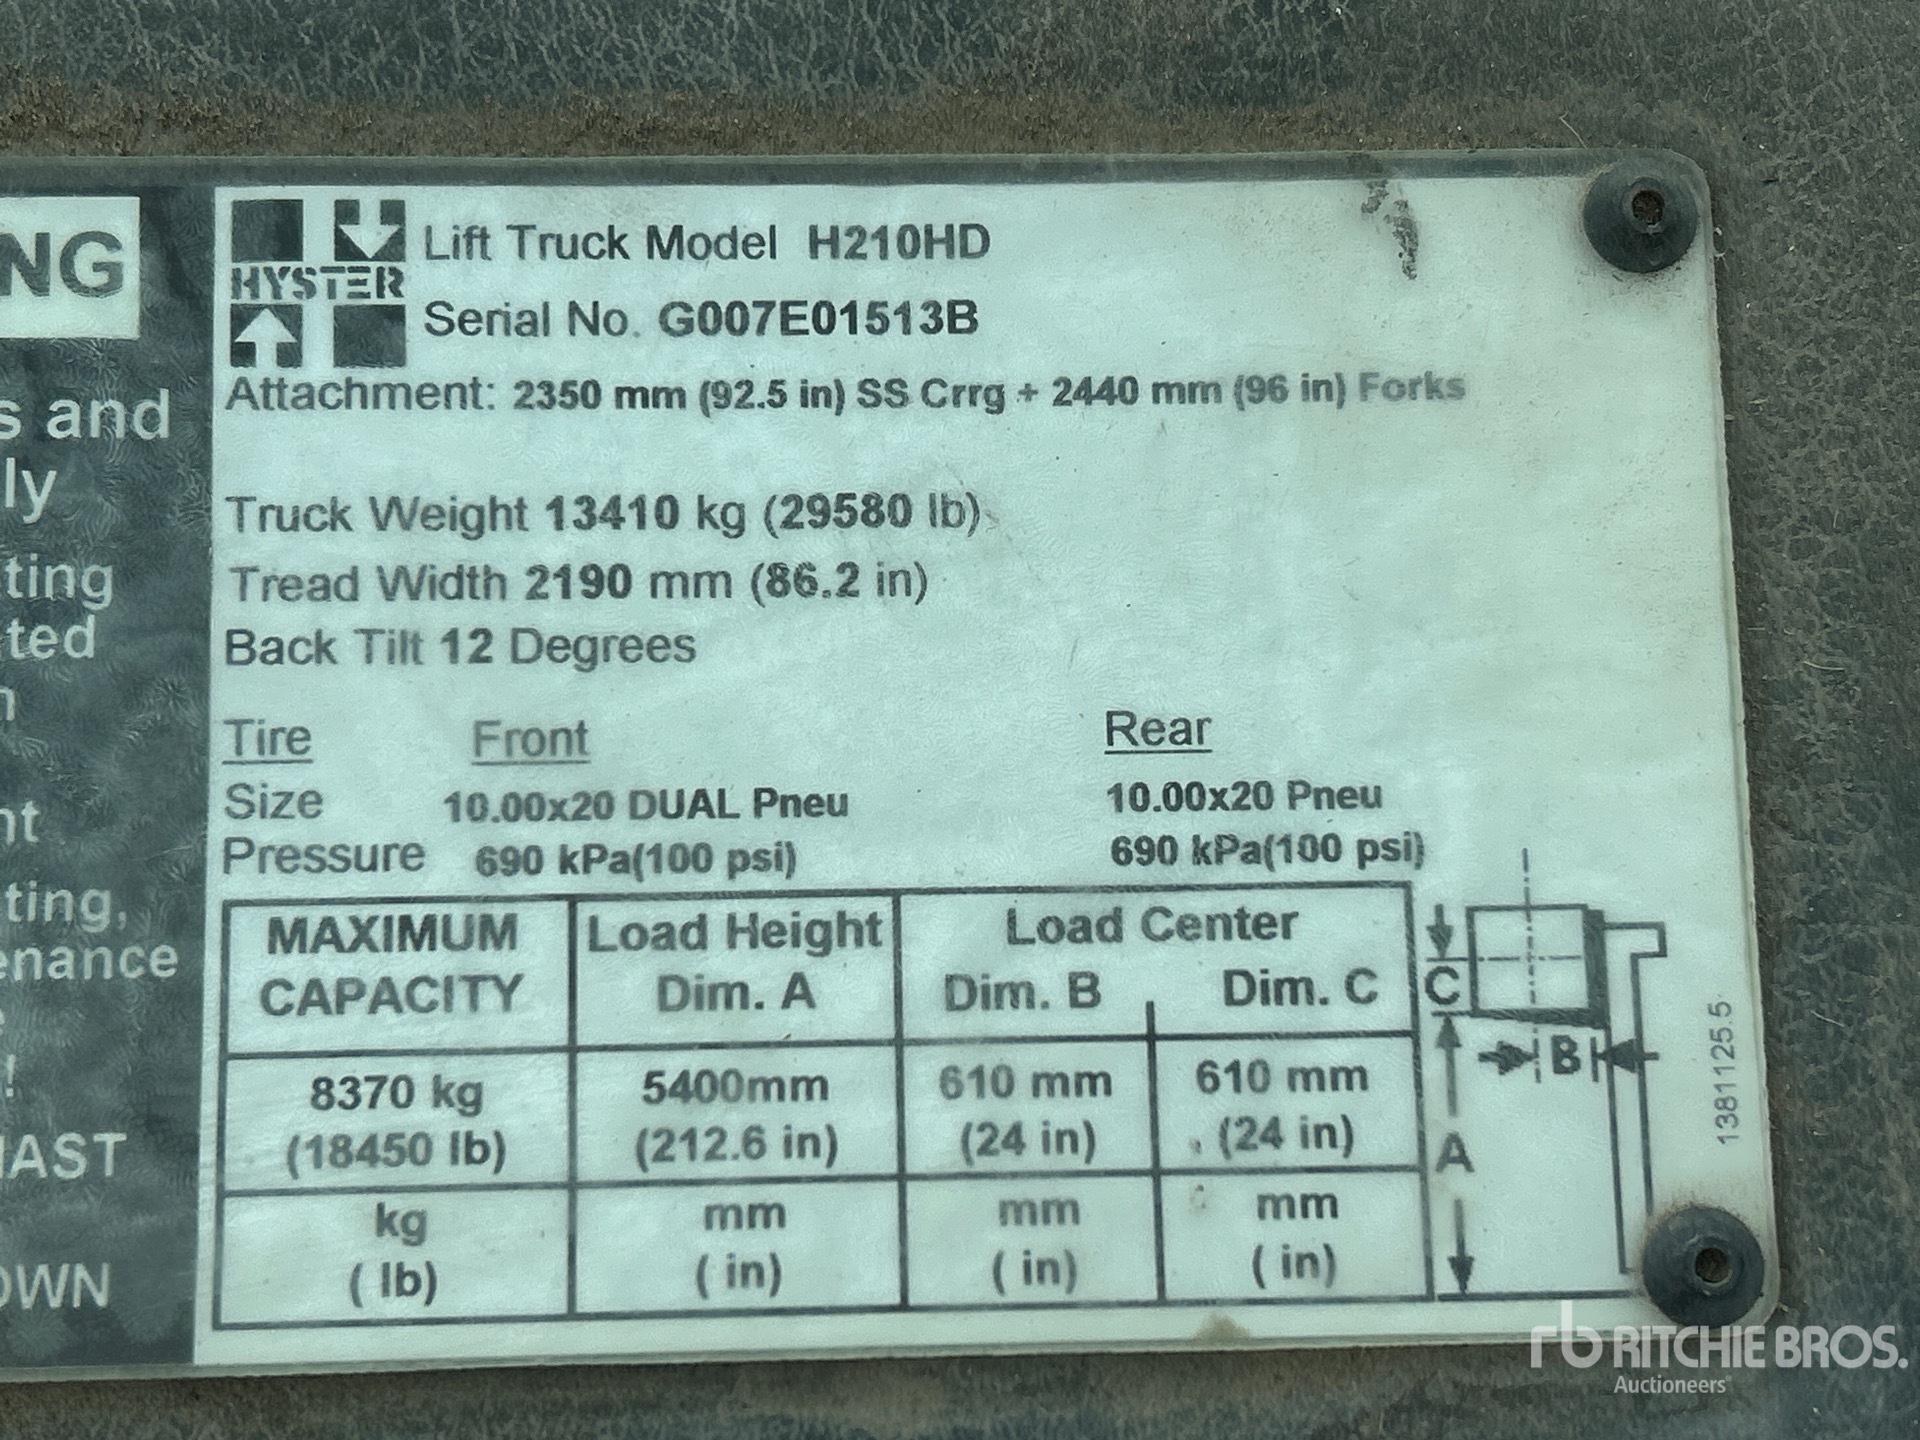 NG
s and
ly
ting
ted
n
nt
ting,
enance
e
!
MAST
OWN
HYSTER
Lift Truck Model H210HD
Serial No. G007E01513B
Attachment: 2350 mm (92.5 in) SS Crrg + 2440 mm (96 in) Forks
Truck Weight 13410 kg (29580 lb)
Tread Width 2190 mm (86.2 in)
Back Tilt 12 Degrees
Tire Front Rear
Size 10.00x20 DUAL Pneu 10.00x20 Pneu
Pressure 690 kPa(100 psi) 690 kPa(100 psi)
MAXIMUM CAPACITY
Load Height Dim. A
Load Center
Dim. B Dim. C
8370 kg 5400mm 610 mm 610 mm
(18450 lb) (212.6 in) (24 in) (24 in)
kg mm mm mm
( lb) ( in) ( in) ( in)
C
B
A
1381125.5
rb RITCHIE BROS.
Auctioneers